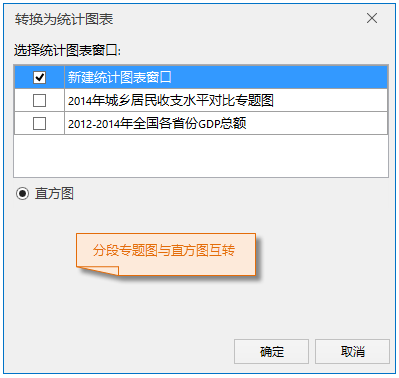 转换为统计图表
选择统计图表窗口:
新建统计图表窗口
2014年城乡居民收支水平对比专题图
2012-2014年全国各省份GDP总额
直方图
分段专题图与直方图互转
确定
取消